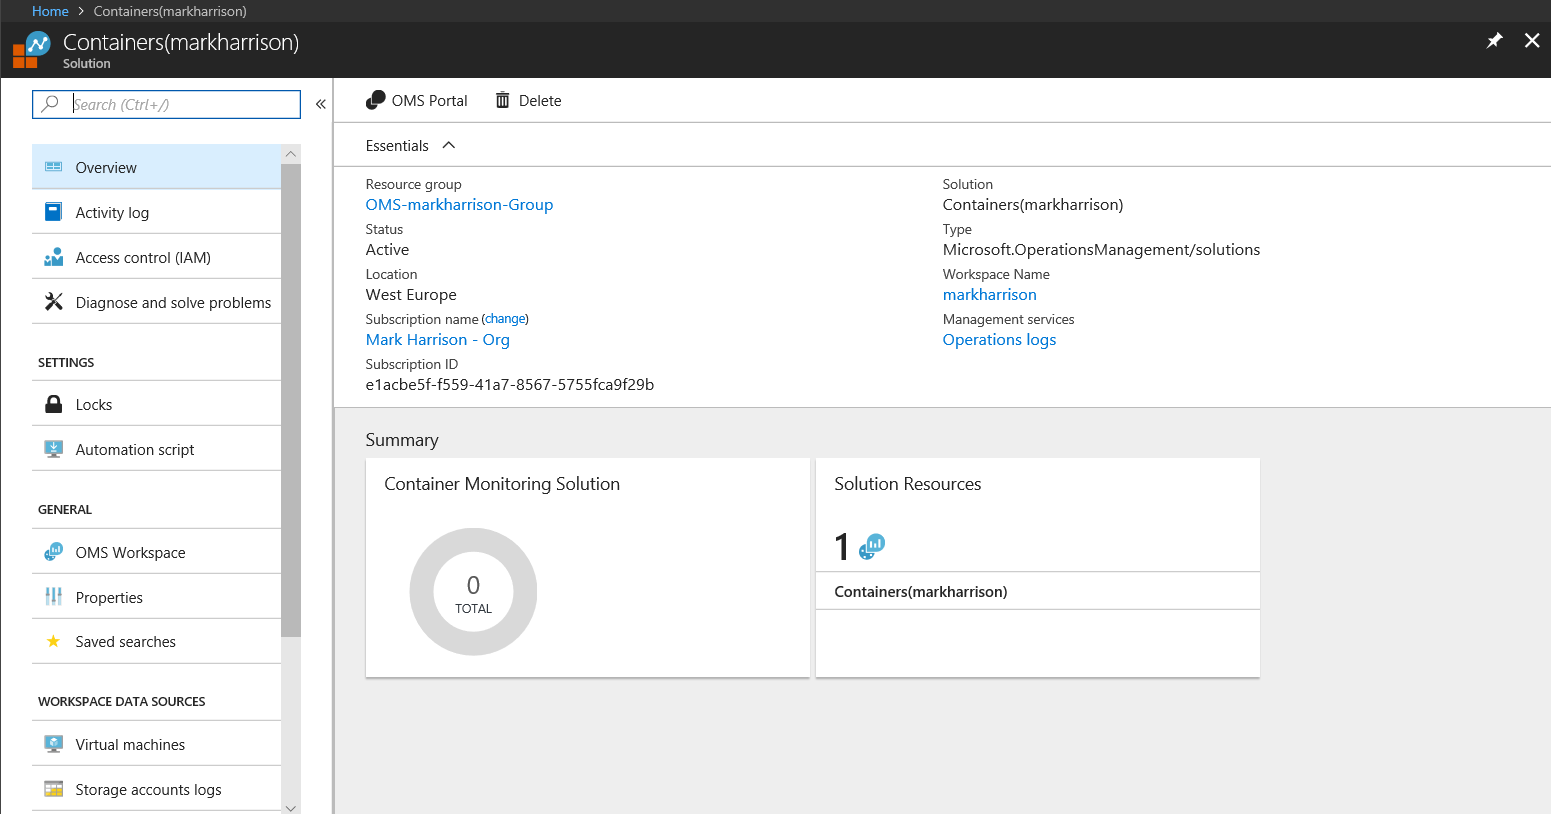 Home > Containers(markharrison)
Containers(markharrison)
Solution
Search (Ctrl+/)
«
Overview
Activity log
Access control (IAM)
Diagnose and solve problems
SETTINGS
Locks
Automation script
GENERAL
OMS Workspace
Properties
Saved searches
WORKSPACE DATA SOURCES
Virtual machines
Storage accounts logs
OMS Portal Delete
Essentials
Resource group
OMS-markharrison-Group
Status
Active
Location
West Europe
Subscription name (change)
Mark Harrison - Org
Subscription ID
e1acbe5f-f559-41a7-8567-5755fca9f29b
Solution
Containers(markharrison)
Type
Microsoft.OperationsManagement/solutions
Workspace Name
markharrison
Management services
Operations logs
Summary
Container Monitoring Solution
0
TOTAL
Solution Resources
1
Containers(markharrison)